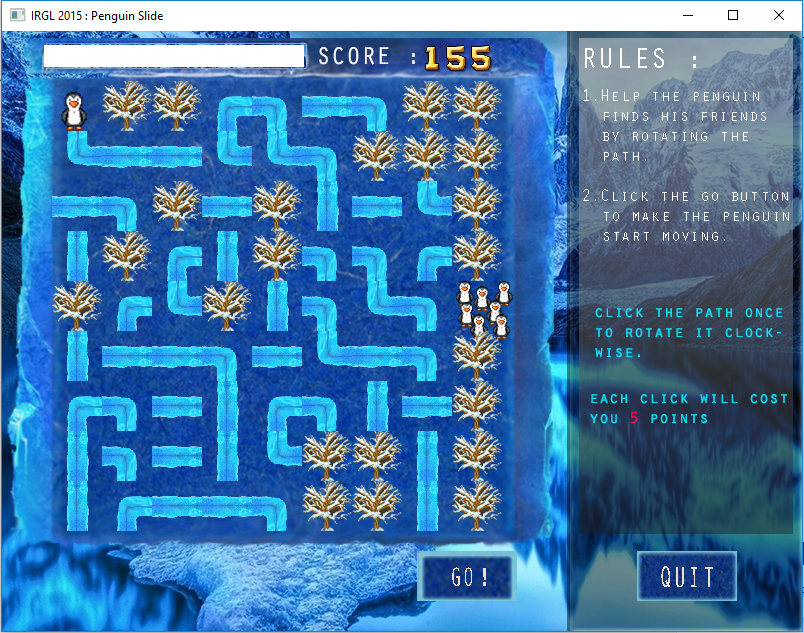 IRGL 2015 : Penguin Slide
SCORE : 155
RULES :
1.Help the penguin
finds his friends
by rotating the
path.
2.Click the go button
to make the penguin
start moving.
Click the path once
to rotate it clock-
wise.
Each click will cost
you 5 points
GO!
QUIT